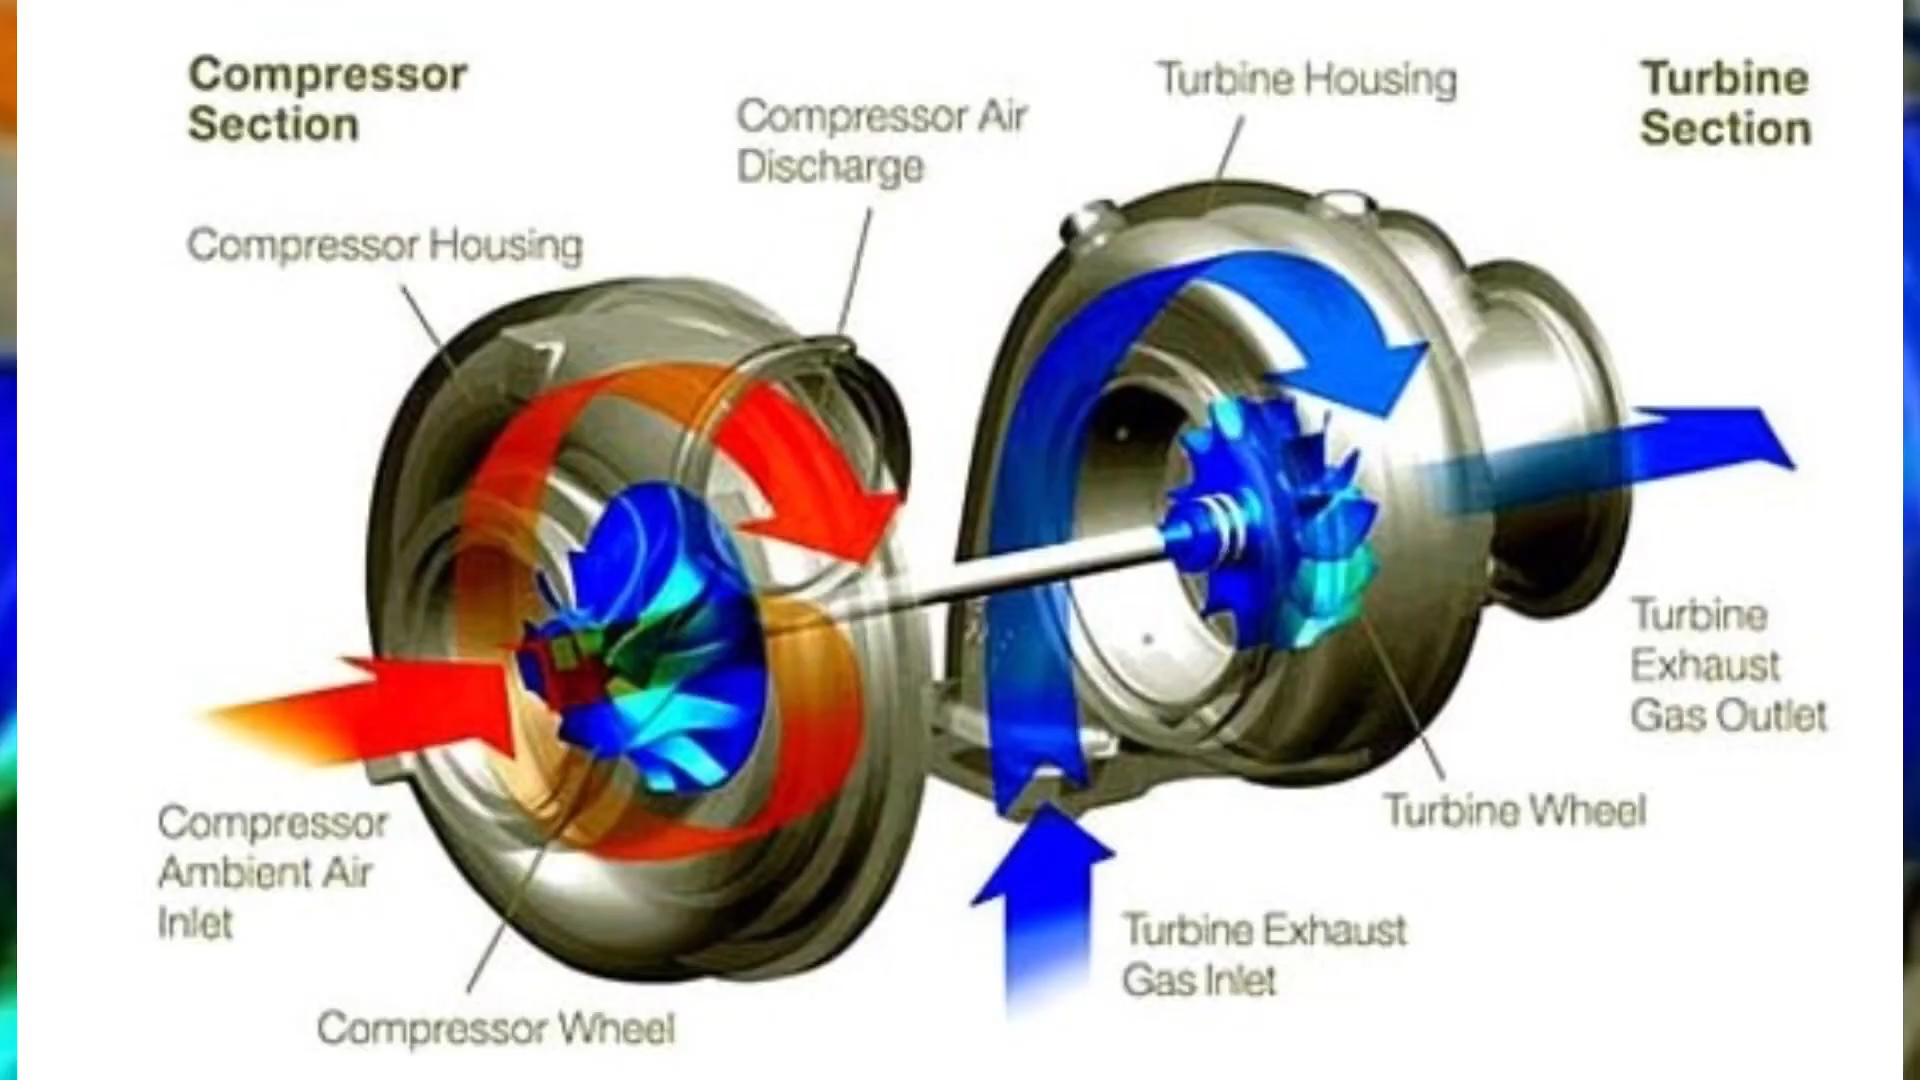 Compressor
Section
Compressor Air
Discharge
Turbine Housing
Turbine
Section
Compressor Housing
Turbine
Exhaust
Gas Outlet
Turbine Wheel
Compressor
Ambient Air
Inlet
Turbine Exhaust
Gas Inlet
Compressor Wheel